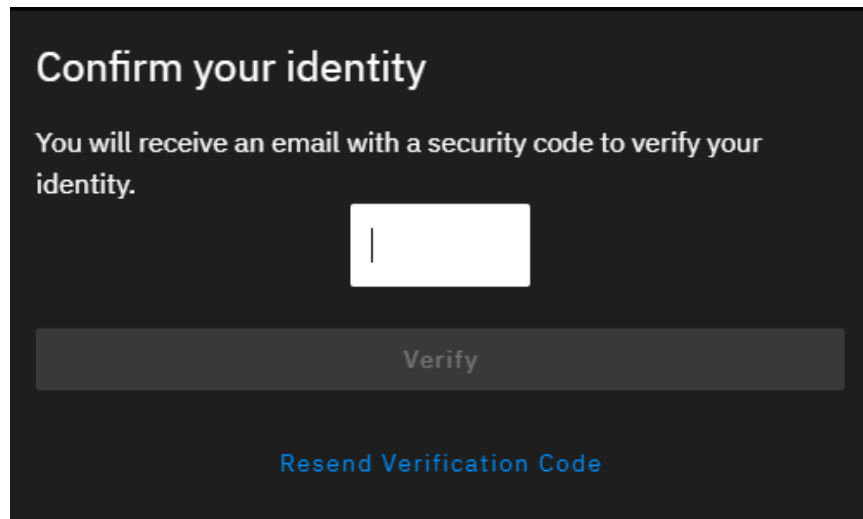 Confirm your identity
You will receive an email with a security code to verify your
identity.
Verify
Resend Verification Code